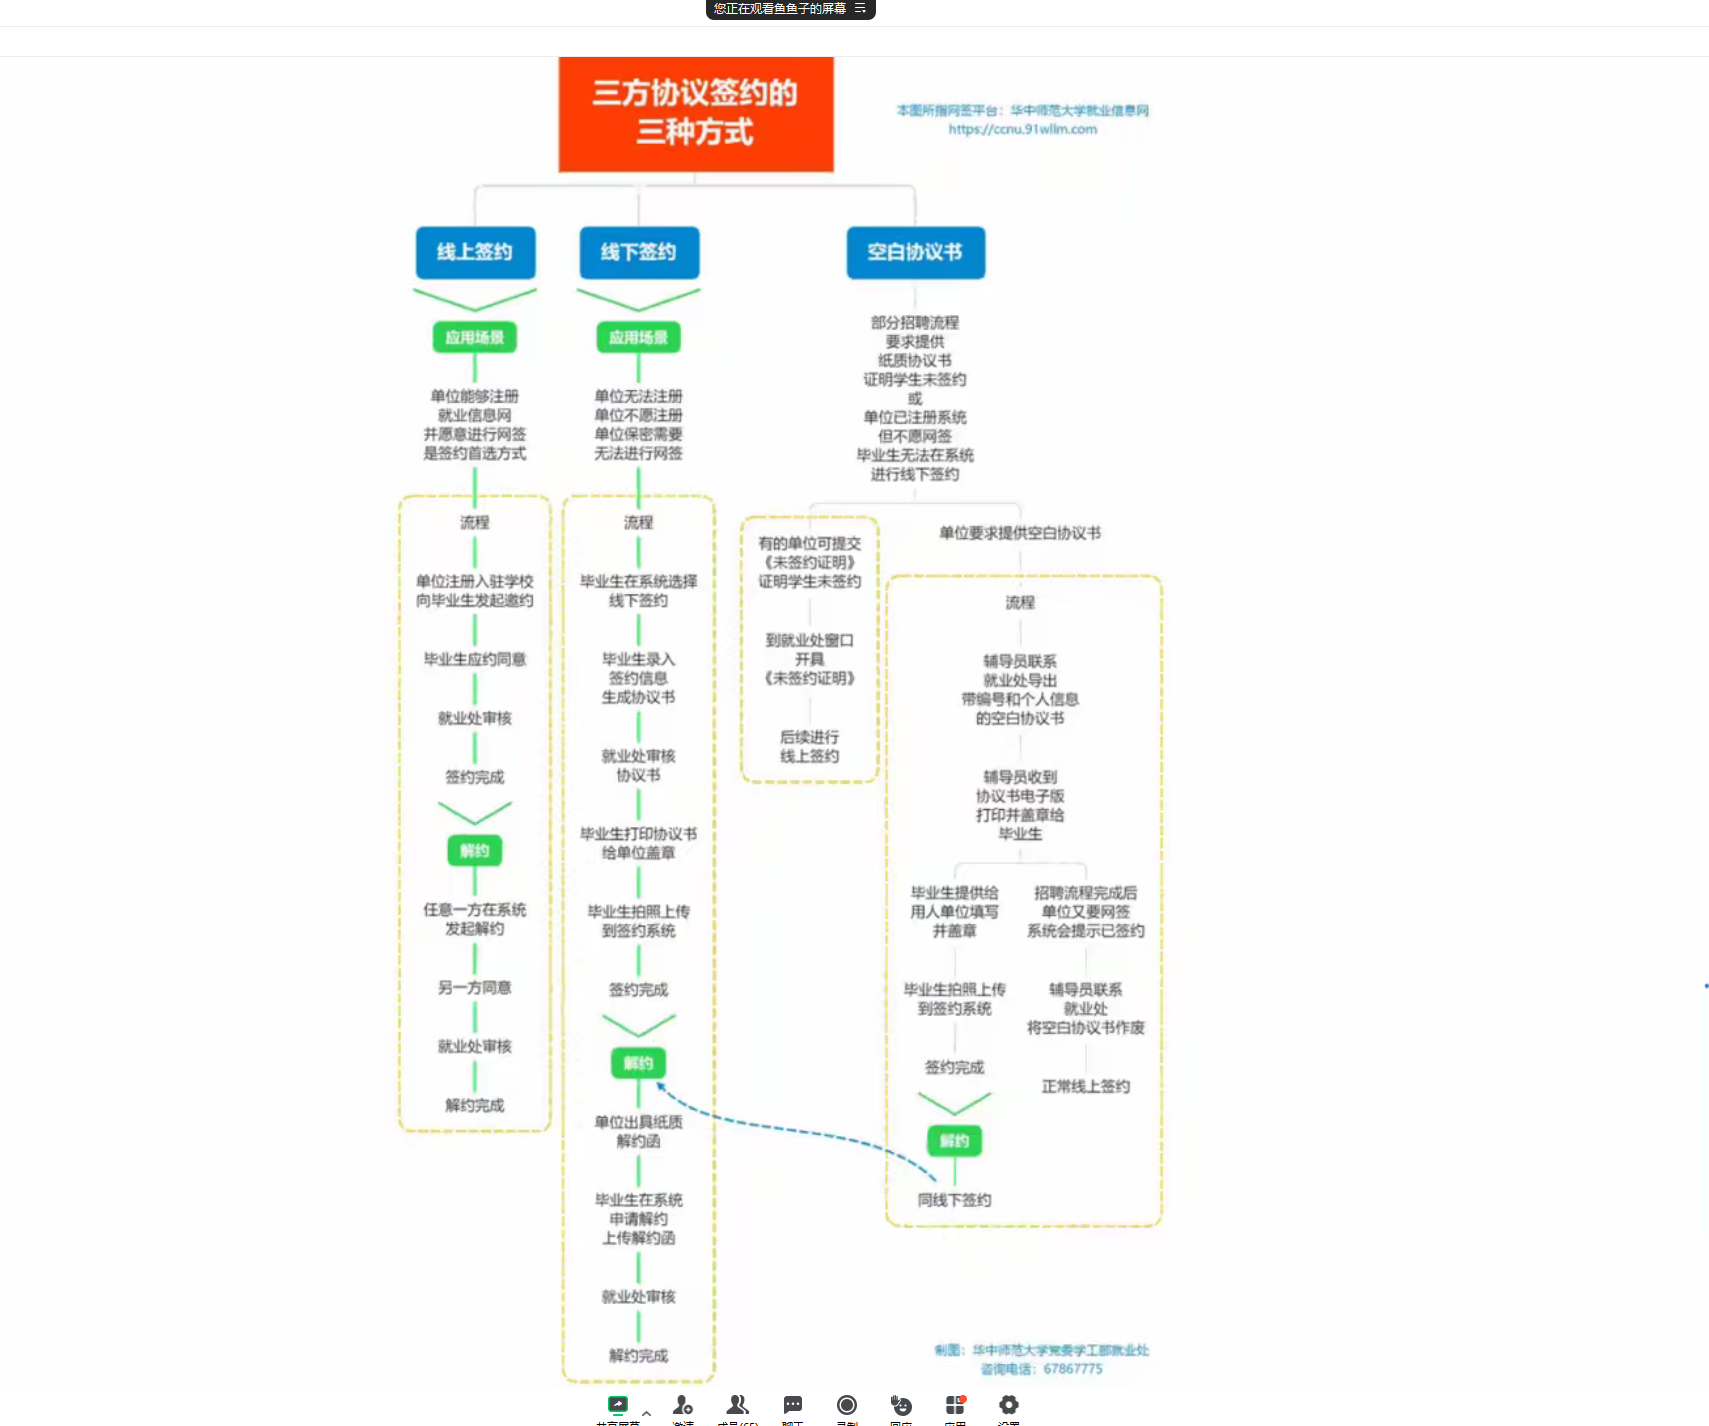 您正在观看鱼鱼子的屏幕
三方协议签约的
三种方式
本图所指网签平台：华中师范大学就业信息网
https://ccnu.91wllm.com
线上签约
应用场景
单位能够注册
就业信息网
并愿意进行网签
是签约首选方式
流程
单位注册入驻学校
向毕业生发起邀约
毕业生应约同意
就业处审核
签约完成
解约
任意一方在系统
发起解约
另一方同意
就业处审核
解约完成
线下签约
应用场景
单位无法注册
单位不愿注册
单位保密需要
无法进行网签
流程
毕业生在系统选择
线下签约
毕业生录入
签约信息
生成协议书
就业处审核
协议书
毕业生打印协议书
给单位盖章
毕业生拍照上传
到签约系统
签约完成
解约
单位出具纸质
解约函
毕业生在系统
申请解约
上传解约函
就业处审核
解约完成
空白协议书
部分招聘流程
要求提供
纸质协议书
证明学生未签约
或
单位已注册系统
但不愿网签
毕业生无法在系统
进行线下签约
有的单位可提交
《未签约证明》
证明学生未签约
到就业处窗口
开具
《未签约证明》
后续进行
线上签约
单位要求提供空白协议书
流程
辅导员联系
就业处导出
带编号和个人信息
的空白协议书
辅导员收到
协议书电子版
打印并盖章给
毕业生
毕业生提供给
用人单位填写
并盖章
毕业生拍照上传
到签约系统
签约完成
解约
同线下签约
招聘流程完成后
单位又要网签
系统会提示已签约
辅导员联系
就业处
将空白协议书作废
正常线上签约
制图：华中师范大学党委学工部就业处
咨询电话：67867775